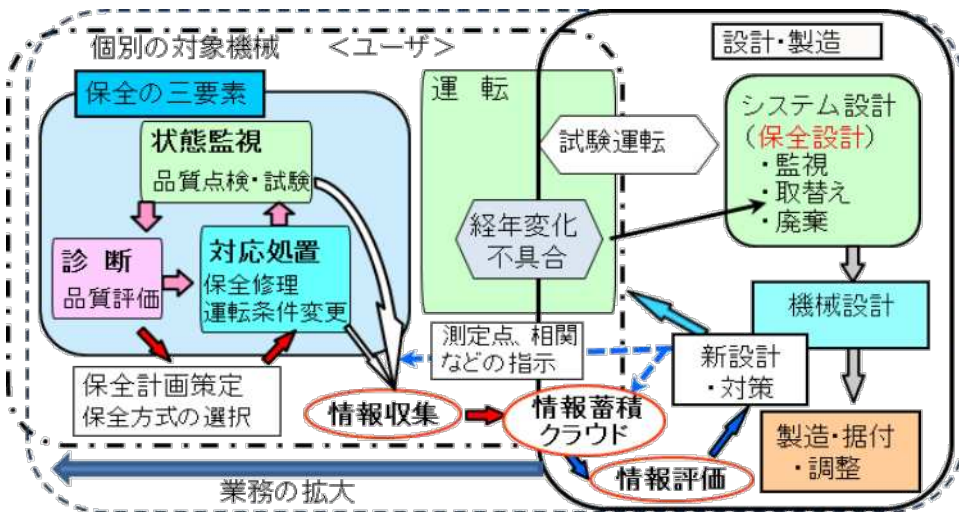 個別の対象機械 <ユーザ>
保全の三要素
状態監視
品質点検・試験
診 断
品質評価
対応処置
保全修理
運転条件変更
保全計画策定
保全方式の選択
運 転
試験運転
経年変化
不具合
測定点、相関
などの指示
情報収集
情報蓄積
クラウド
情報評価
業務の拡大
設計・製造
システム設計
(保全設計)
・監視
・取替え
・廃棄
機械設計
新設計
・対策
製造・据付
・調整